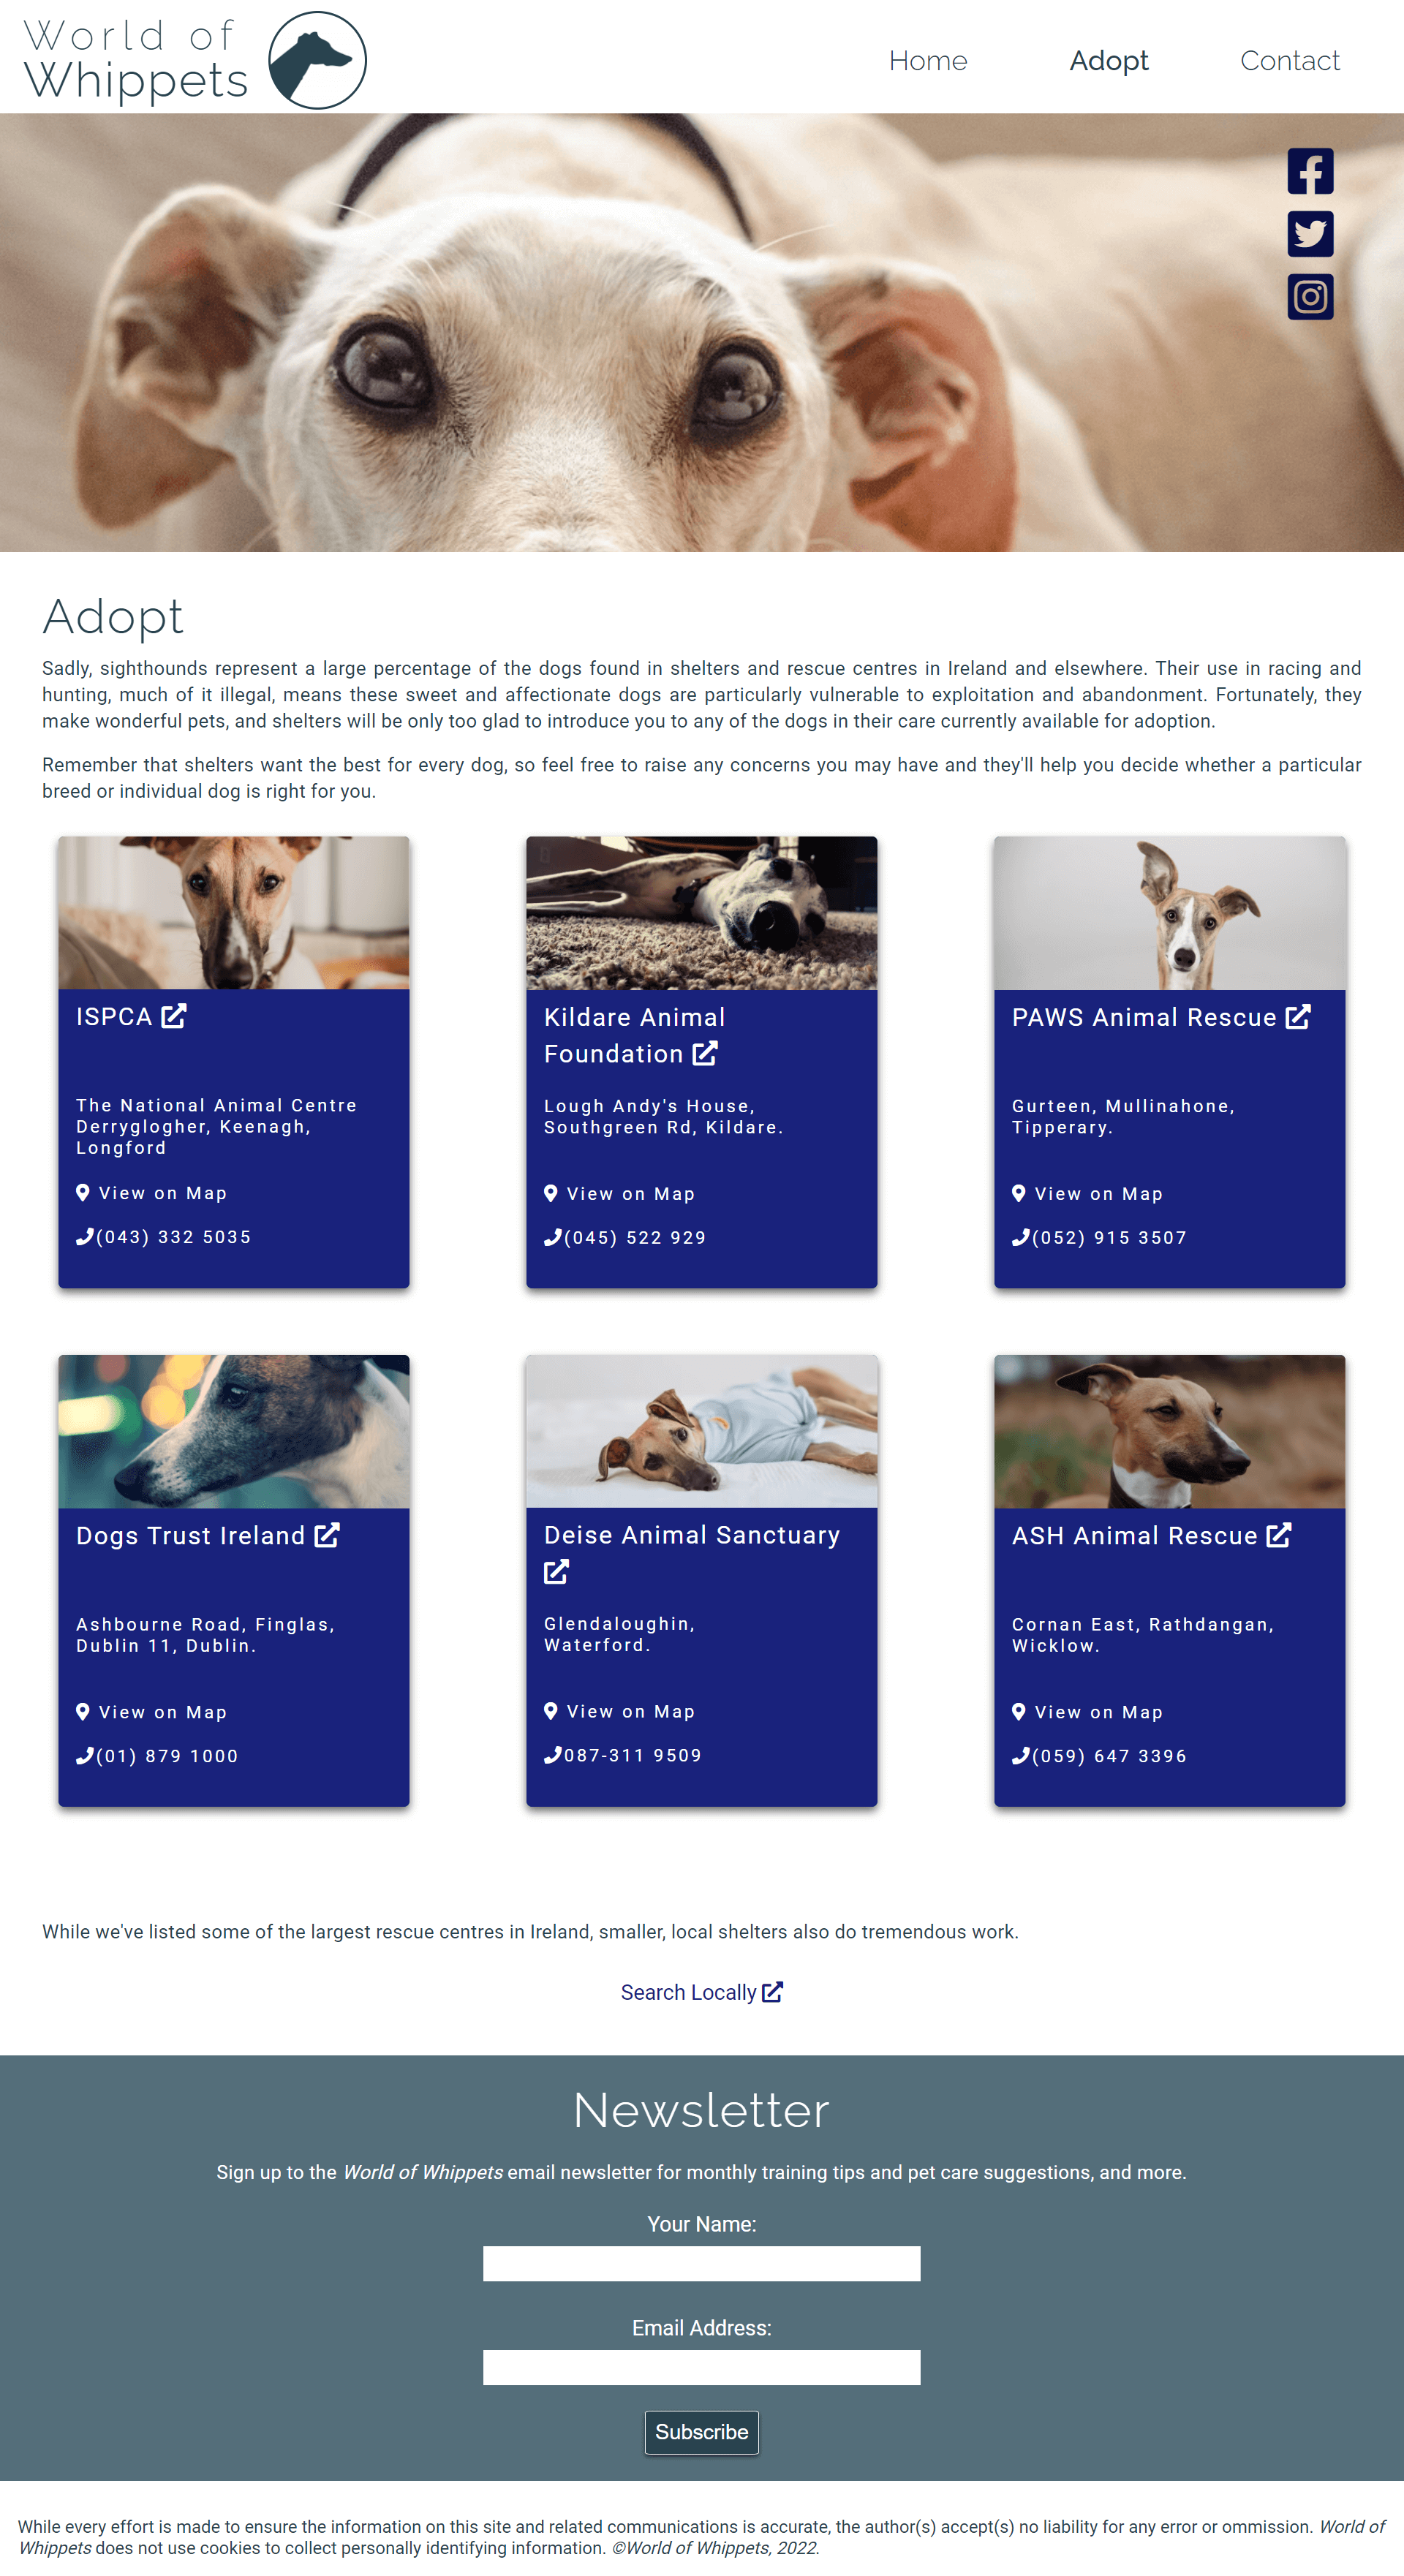 World of
Whippets
Home
Adopt
Contact
Adopt
Sadly, sighthounds represent a large percentage of the dogs found in shelters and rescue centres in Ireland and elsewhere. Their use in racing and
hunting, much of it illegal, means these sweet and affectionate dogs are particularly vulnerable to exploitation and abandonment. Fortunately, they
make wonderful pets, and shelters will be only too glad to introduce you to any of the dogs in their care currently available for adoption.
Remember that shelters want the best for every dog, so feel free to raise any concerns you may have and they'll help you decide whether a particular
breed or individual dog is right for you.
ISPCA
The National Animal Centre
Derryglogher, Keenagh,
Longford
View on Map
(043) 332 5035
Kildare Animal
Foundation
Lough Andy's House,
Southgreen Rd, Kildare.
View on Map
(045) 522 929
PAWS Animal Rescue
Gurteen, Mullinahone,
Tipperary.
View on Map
(052) 915 3507
Dogs Trust Ireland
Ashbourne Road, Finglas,
Dublin 11, Dublin.
View on Map
(01) 879 1000
Deise Animal Sanctuary
Glendaloughin,
Waterford.
View on Map
087-311 9509
ASH Animal Rescue
Cornan East, Rathdangan,
Wicklow.
View on Map
(059) 647 3396
While we've listed some of the largest rescue centres in Ireland, smaller, local shelters also do tremendous work.
Search Locally
Newsletter
Sign up to the World of Whippets email newsletter for monthly training tips and pet care suggestions, and more.
Your Name:
Email Address:
Subscribe
While every effort is made to ensure the information on this site and related communications is accurate, the author(s) accept(s) no liability for any error or ommission. World of
Whippets does not use cookies to collect personally identifying information. ©World of Whippets, 2022.